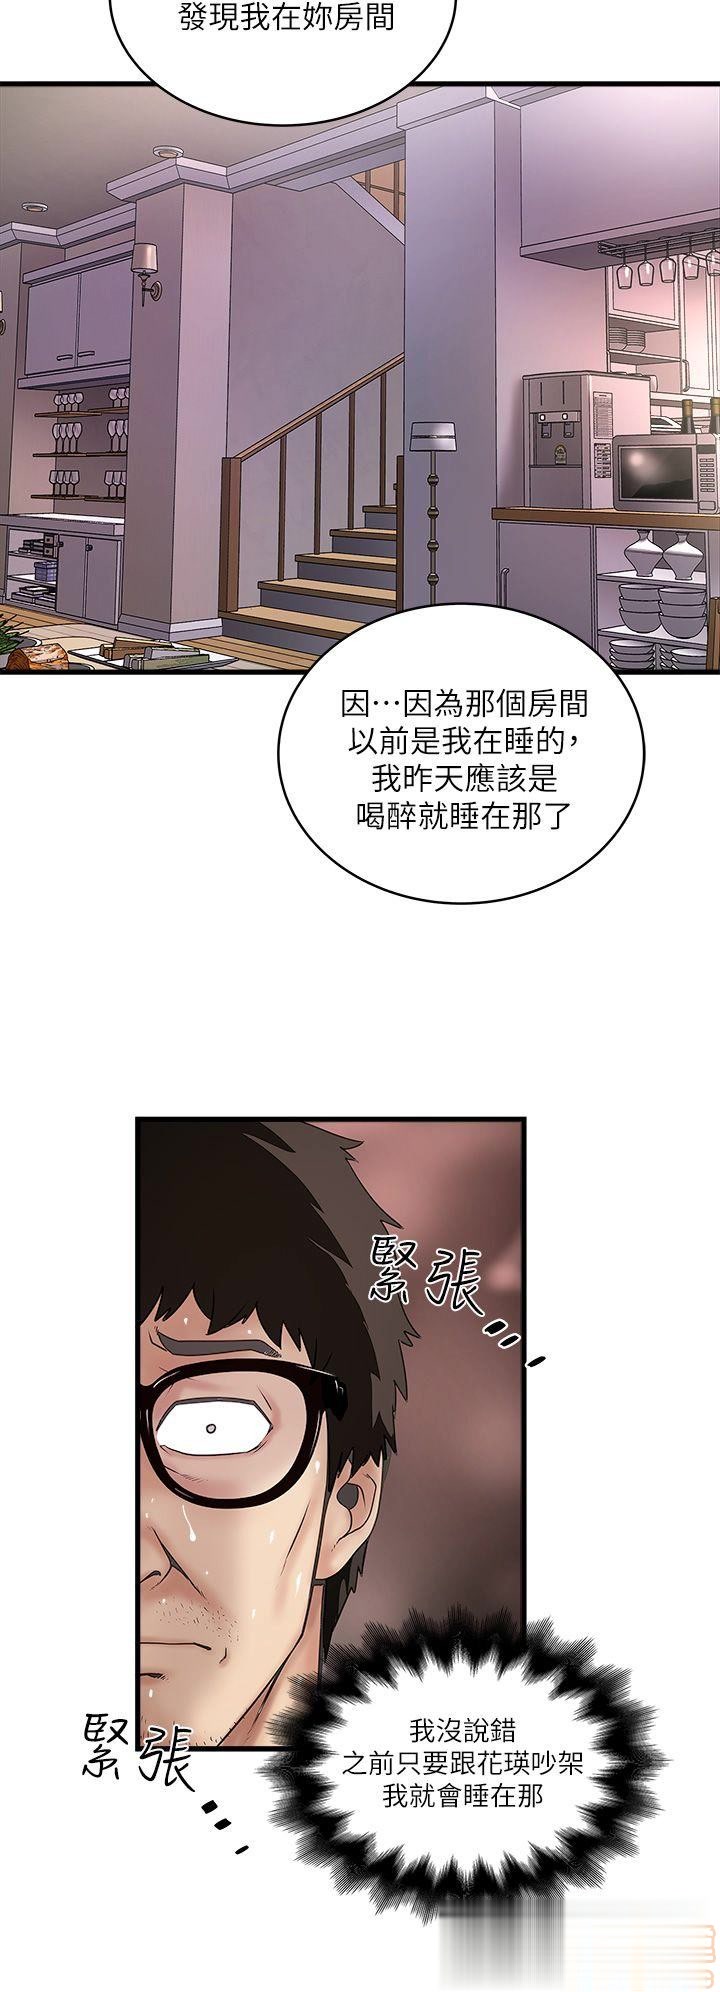 發現我在妳房間
因…因為那個房間
以前是我在睡的,
我昨天應該是
喝醉就睡在那了
緊張
緊張
我沒說錯
之前只要跟花瑛吵架
我就會睡在那